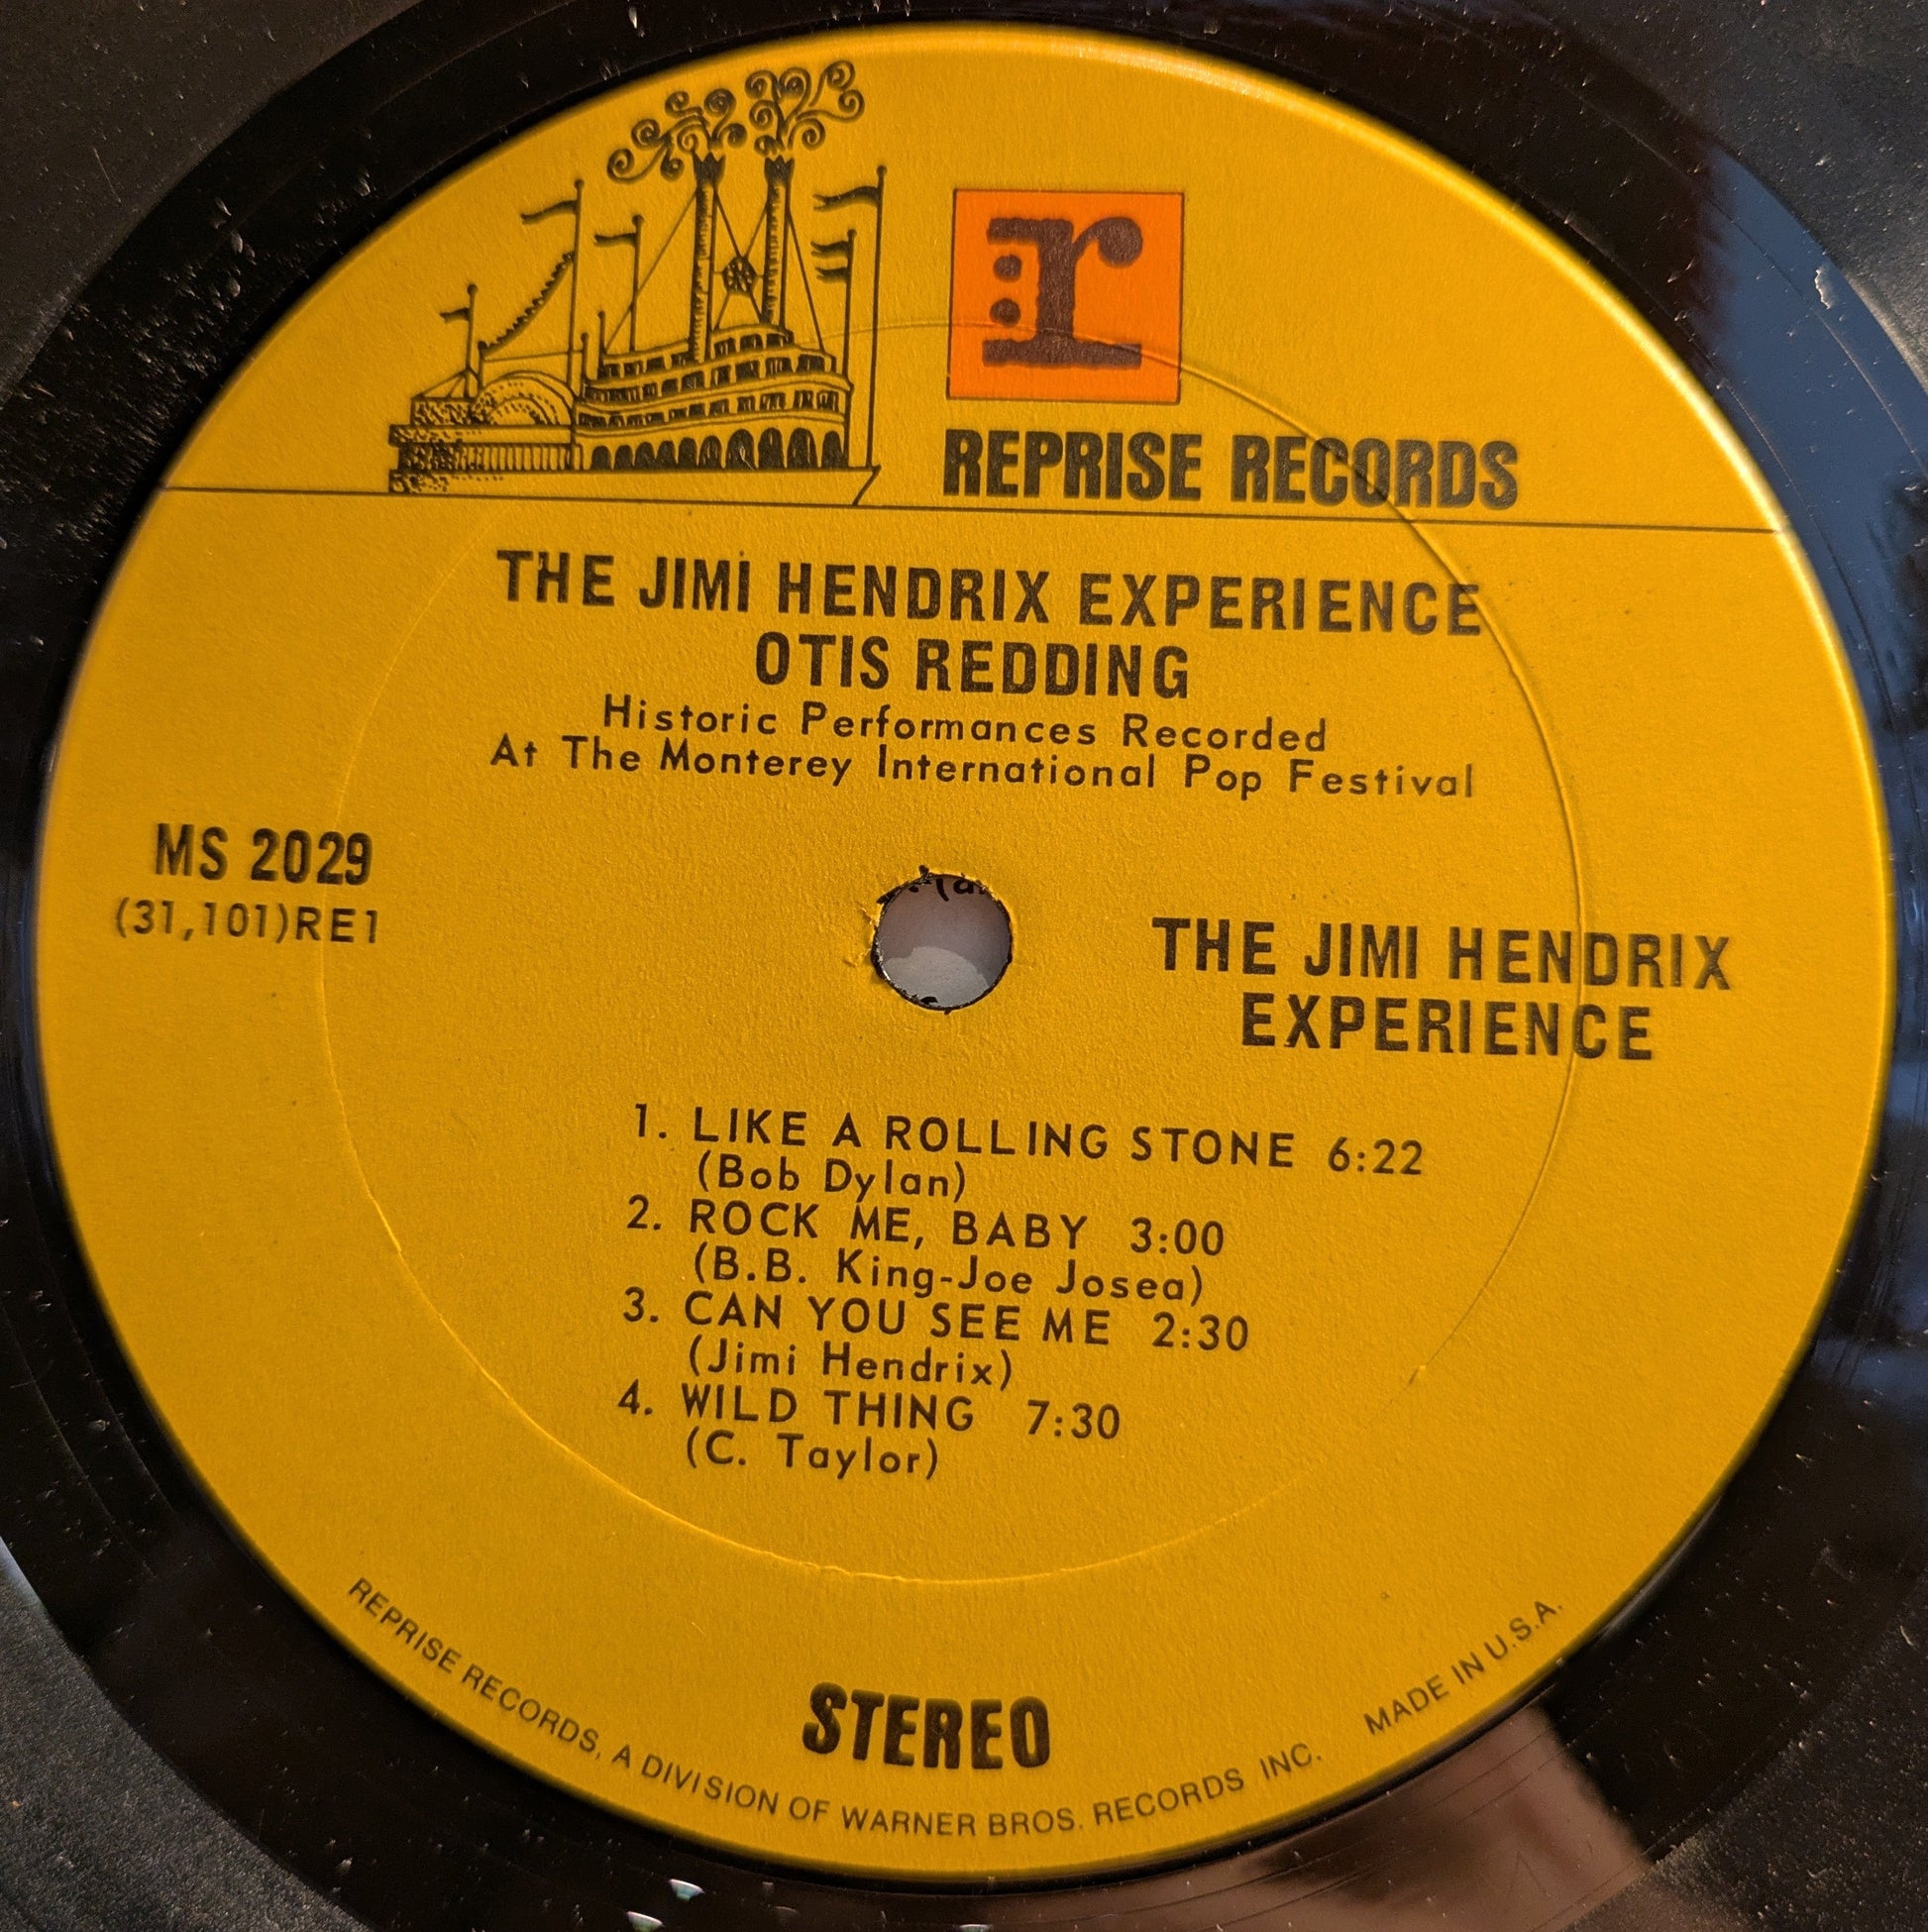 r
REPRISE RECORDS
THE JIMI HENDRIX EXPERIENCE
OTIS REDDING
Historic Performances Recorded
At The Monterey International Pop Festival
MS 2029
(31,101)RE1
THE JIMI HENDRIX
EXPERIENCE
1. LIKE A ROLLING STONE 6:22
(Bob Dylan)
2. ROCK ME, BABY 3:00
(B.B. King-Joe Josea)
3. CAN YOU SEE ME 2:30
(Jimi Hendrix)
4. WILD THING 7:30
(C. Taylor)
STEREO
REPRISE RECORDS, A DIVISION OF WARNER BROS. RECORDS INC. MADE IN U.S.A.